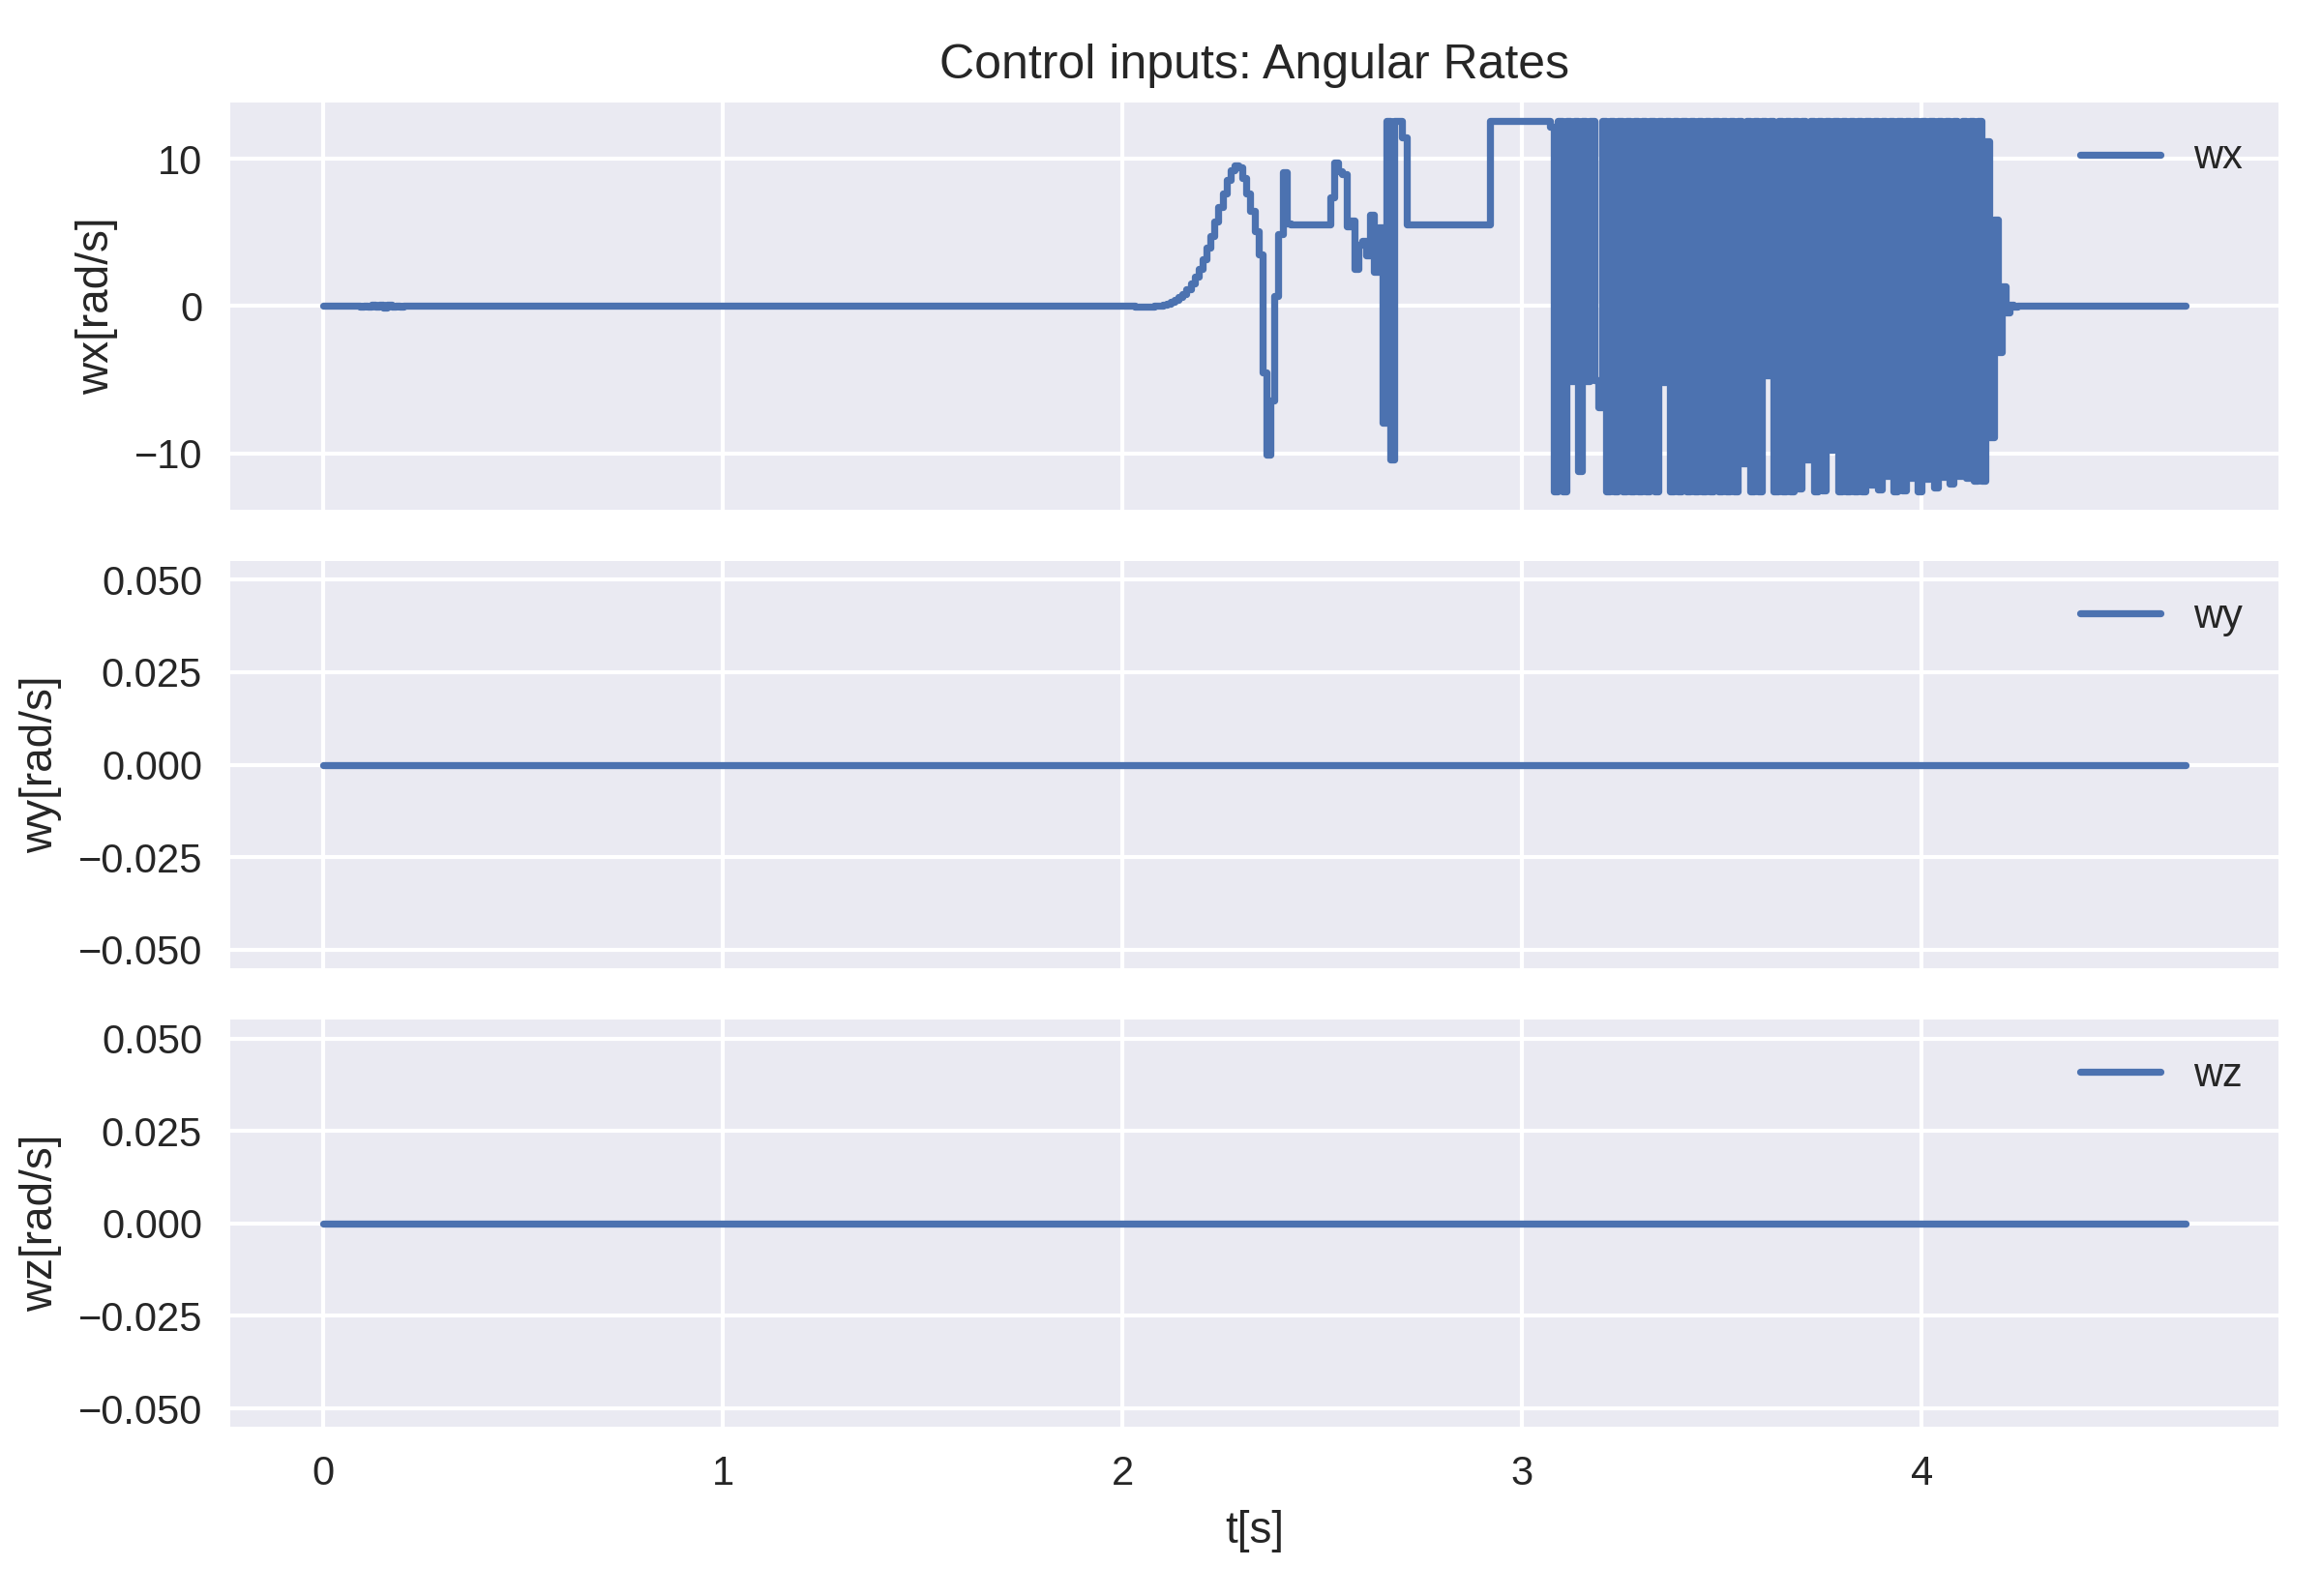 Control inputs: Angular Rates
10
0
−10
wx[rad/s]
wx
0.050
0.025
0.000
−0.025
−0.050
wy[rad/s]
wy
0.050
0.025
0.000
−0.025
−0.050
wz[rad/s]
wz
0 1 2 3 4
t[s]